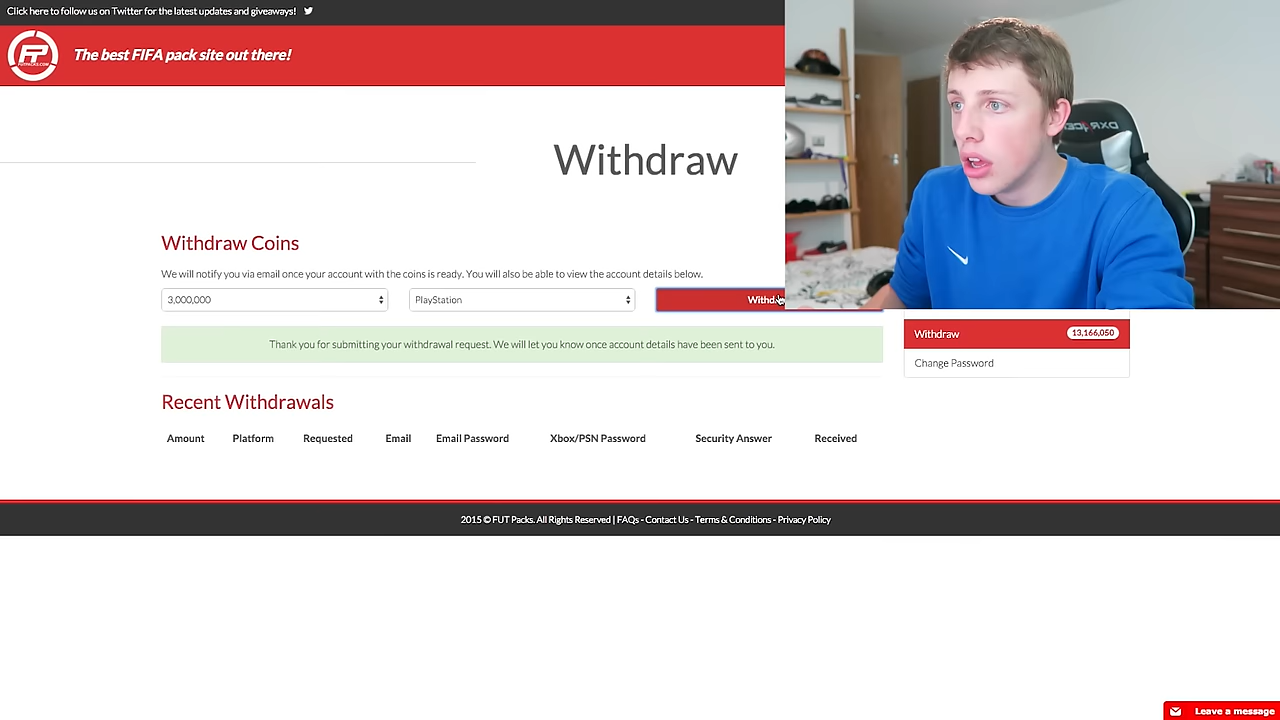 Click here to follow us on Twitter for the latest updates and giveaways!
FP
FUTPACKS.COM
The best FIFA pack site out there!
Withdraw
Withdraw Coins
We will notify you via email once your account with the coins is ready. You will also be able to view the account details below.
3,000,000 PlayStation
Thank you for submitting your withdrawal request. We will let you know once account details have been sent to you.
Withdraw 13,166,050
Change Password
Recent Withdrawals
Amount Platform Requested Email Email Password Xbox/PSN Password Security Answer Received
2015 © FUT Packs. All Rights Reserved | FAQs - Contact Us - Terms & Conditions - Privacy Policy
Leave a message